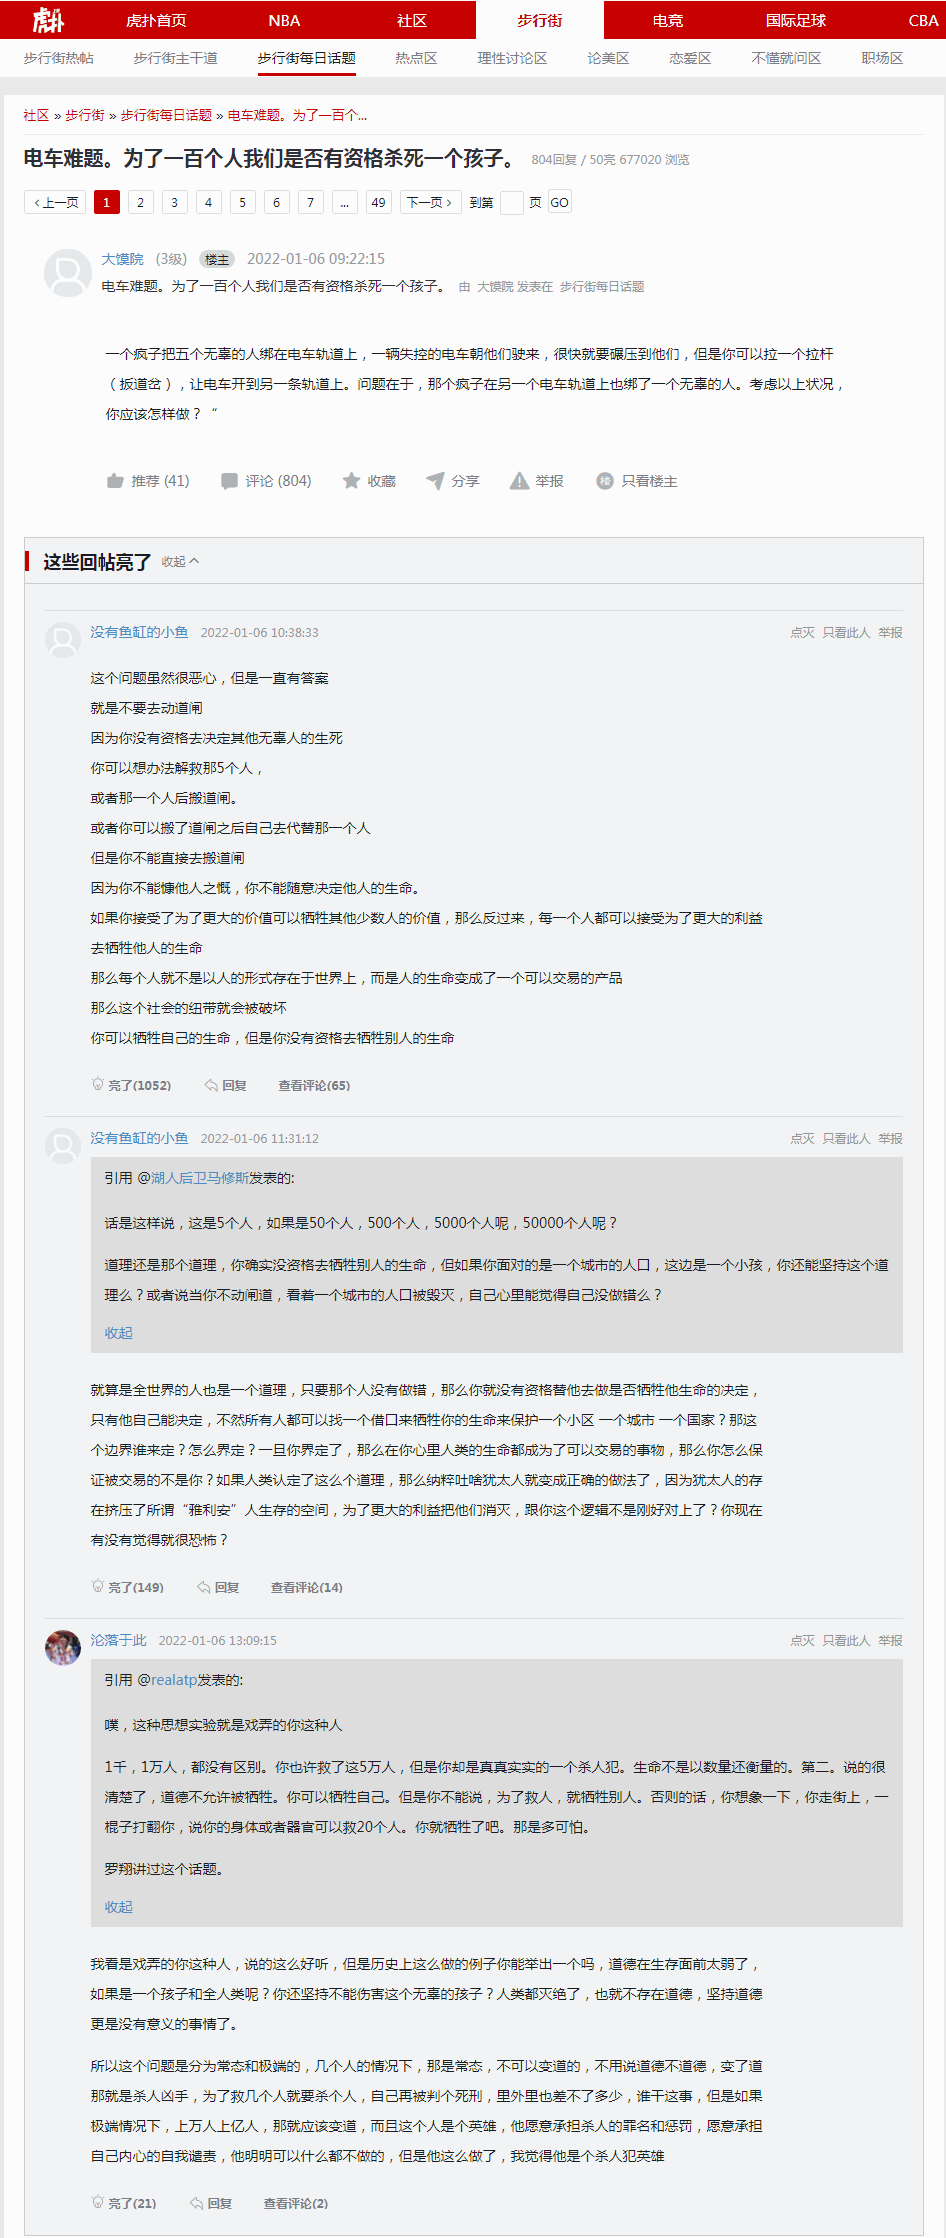 虎扑 虎扑首页 NBA 社区 步行街 电竞 国际足球 CBA
步行街热帖 步行街主干道 步行街每日话题 热点区 理性讨论区 论美区 恋爱区 不懂就问区 职场区
社区 » 步行街 » 步行街每日话题 » 电车难题。为了一百个...
电车难题。为了一百个人我们是否有资格杀死一个孩子。 804回复 / 50亮 677020 浏览
‹ 上一页 1 2 3 4 5 6 7 ... 49 下一页 › 到第 页 GO
大馍院 (3级) 楼主 2022-01-06 09:22:15
电车难题。为了一百个人我们是否有资格杀死一个孩子。 由 大馍院 发表在 步行街每日话题
一个疯子把五个无辜的人绑在电车轨道上，一辆失控的电车朝他们驶来，很快就要碾压到他们，但是你可以拉一个拉杆
（扳道岔），让电车开到另一条轨道上。问题在于，那个疯子在另一个电车轨道上也绑了一个无辜的人。考虑以上状况，
你应该怎样做？“
推荐 (41) 评论 (804) 收藏 分享 举报 楼 只看楼主
这些回帖亮了 收起
没有鱼缸的小鱼 2022-01-06 10:38:33 点灭 只看此人 举报
这个问题虽然很恶心，但是一直有答案
就是不要去动道闸
因为你没有资格去决定其他无辜人的生死
你可以想办法解救那5个人，
或者那一个人后搬道闸。
或者你可以搬了道闸之后自己去代替那一个人
但是你不能直接去搬道闸
因为你不能慷他人之慨，你不能随意决定他人的生命。
如果你接受了为了更大的价值可以牺牲其他少数人的价值，那么反过来，每一个人都可以接受为了更大的利益
去牺牲他人的生命
那么每个人就不是以人的形式存在于世界上，而是人的生命变成了一个可以交易的产品
那么这个社会的纽带就会被破坏
你可以牺牲自己的生命，但是你没有资格去牺牲别人的生命
亮了(1052) 回复 查看评论(65)
没有鱼缸的小鱼 2022-01-06 11:31:12 点灭 只看此人 举报
引用 @湖人后卫马修斯发表的:
话是这样说，这是5个人，如果是50个人，500个人，5000个人呢，50000个人呢？
道理还是那个道理，你确实没资格去牺牲别人的生命，但如果你面对的是一个城市的人口，这边是一个小孩，你还能坚持这个道
理么？或者说当你不动闸道，看着一个城市的人口被毁灭，自己心里能觉得自己没做错么？
收起
就算是全世界的人也是一个道理，只要那个人没有做错，那么你就没有资格替他去做是否牺牲他生命的决定，
只有他自己能决定，不然所有人都可以找一个借口来牺牲你的生命来保护一个小区 一个城市 一个国家？那这
个边界谁来定？怎么界定？一旦你界定了，那么在你心里人类的生命都成为了可以交易的事物，那么你怎么保
证被交易的不是你？如果人类认定了这么个道理，那么纳粹吐啥犹太人就变成正确的做法了，因为犹太人的存
在挤压了所谓“雅利安”人生存的空间，为了更大的利益把他们消灭，跟你这个逻辑不是刚好对上了？你现在
有没有觉得就很恐怖？
亮了(149) 回复 查看评论(14)
沦落于此 2022-01-06 13:09:15 点灭 只看此人 举报
引用 @realatp发表的:
噗，这种思想实验就是戏弄的你这种人
1千，1万人，都没有区别。你也许救了这5万人，但是你却是真真实实的一个杀人犯。生命不是以数量还衡量的。第二。说的很
清楚了，道德不允许被牺牲。你可以牺牲自己。但是你不能说，为了救人，就牺牲别人。否则的话，你想象一下，你走街上，一
棍子打翻你，说你的身体或者器官可以救20个人。你就牺牲了吧。那是多可怕。
罗翔讲过这个话题。
收起
我看是戏弄的你这种人，说的这么好听，但是历史上这么做的例子你能举出一个吗，道德在生存面前太弱了，
如果是一个孩子和全人类呢？你还坚持不能伤害这个无辜的孩子？人类都灭绝了，也就不存在道德，坚持道德
更是没有意义的事情了。
所以这个问题是分为常态和极端的，几个人的情况下，那是常态，不可以变道的，不用说道德不道德，变了道
那就是杀人凶手，为了救几个人就要杀个人，自己再被判个死刑，里外里也差不了多少，谁干这事，但是如果
极端情况下，上万人上亿人，那就应该变道，而且这个人是个英雄，他愿意承担杀人的罪名和惩罚，愿意承担
自己内心的自我谴责，他明明可以什么都不做的，但是他这么做了，我觉得他是个杀人犯英雄
亮了(21) 回复 查看评论(2)